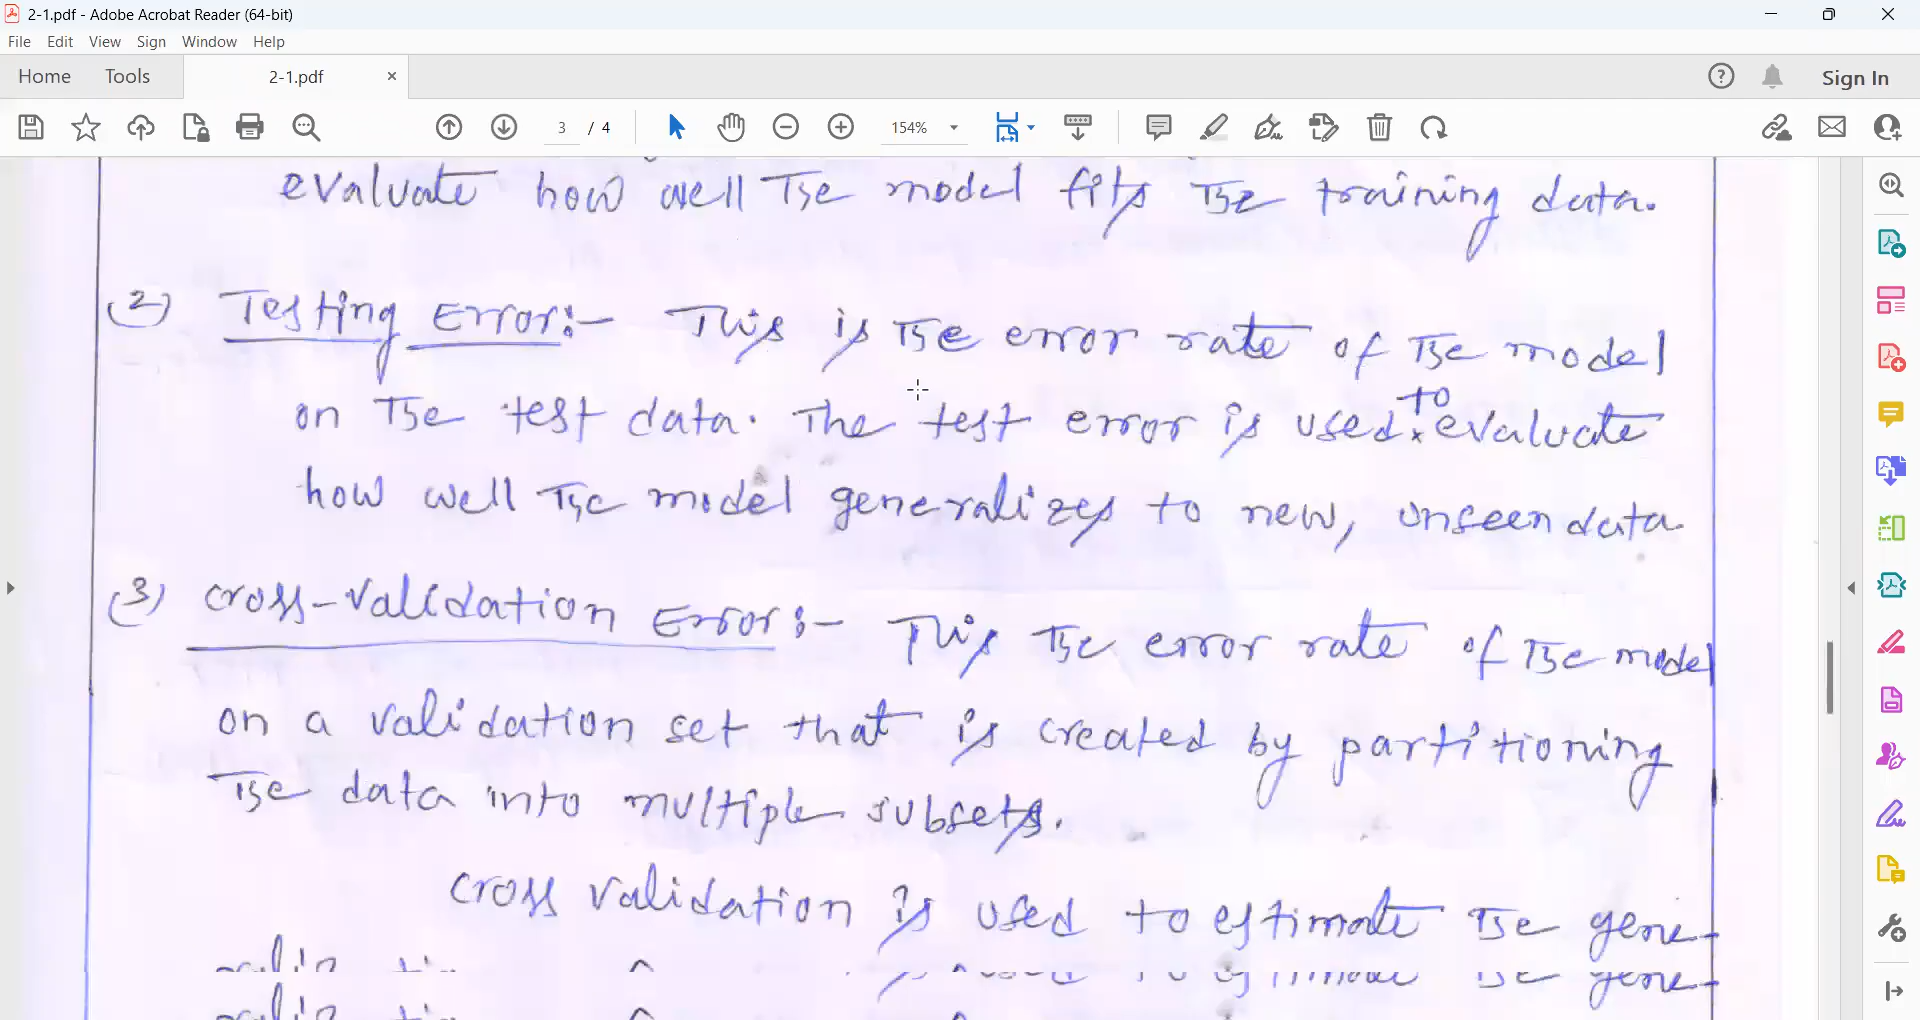 2-1.pdf - Adobe Acrobat Reader (64-bit)
File Edit View Sign Window Help
Home Tools 2-1.pdf Sign In
3 / 4 154%
evaluate how well The model fits The training data.
(2) Testing Error:- This is The error rate of The model
on The test data. The test error is used to evaluate
how well The model generalizes to new, unseen data
(3) cross-validation Error:- This The error rate of The model
on a validation set that is created by partitioning
The data into multiple subsets.
cross validation is used to estimate The gene-